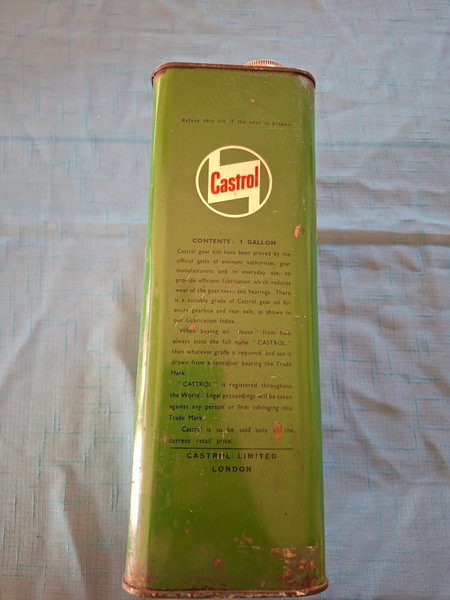 Refuse this tin if the seal is broken
Castrol
CONTENTS: 1 GALLON
Castrol gear oils have been proved by the
official tests of eminent authorities, gear
manufacturers and in everyday use, to
provide efficient lubrication which reduces
wear of the gear teeth and bearings. There
is a suitable grade of Castrol gear oil for
every gearbox and rear axle, as shown in
our Lubrication Index.
When buying oil "loose" from bulk
always state the full name "CASTROL,"
then whatever grade is required, and see it
drawn from a container bearing the Trade
Mark.
"CASTROL" is registered throughout
the World. Legal proceedings will be taken
against any person or firm infringing this
Trade Mark.
Castrol is to be sold only at the
current retail price.
CASTROL LIMITED
LONDON